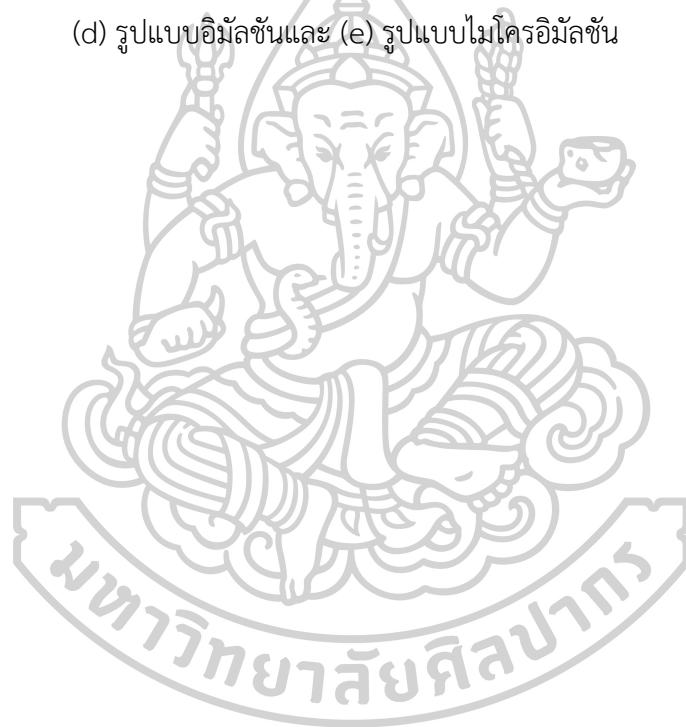 (d) รูปแบบอิมัลชันและ (e) รูปแบบไมโครอิมัลชัน
มหาวิทยาลัยศิลปากร